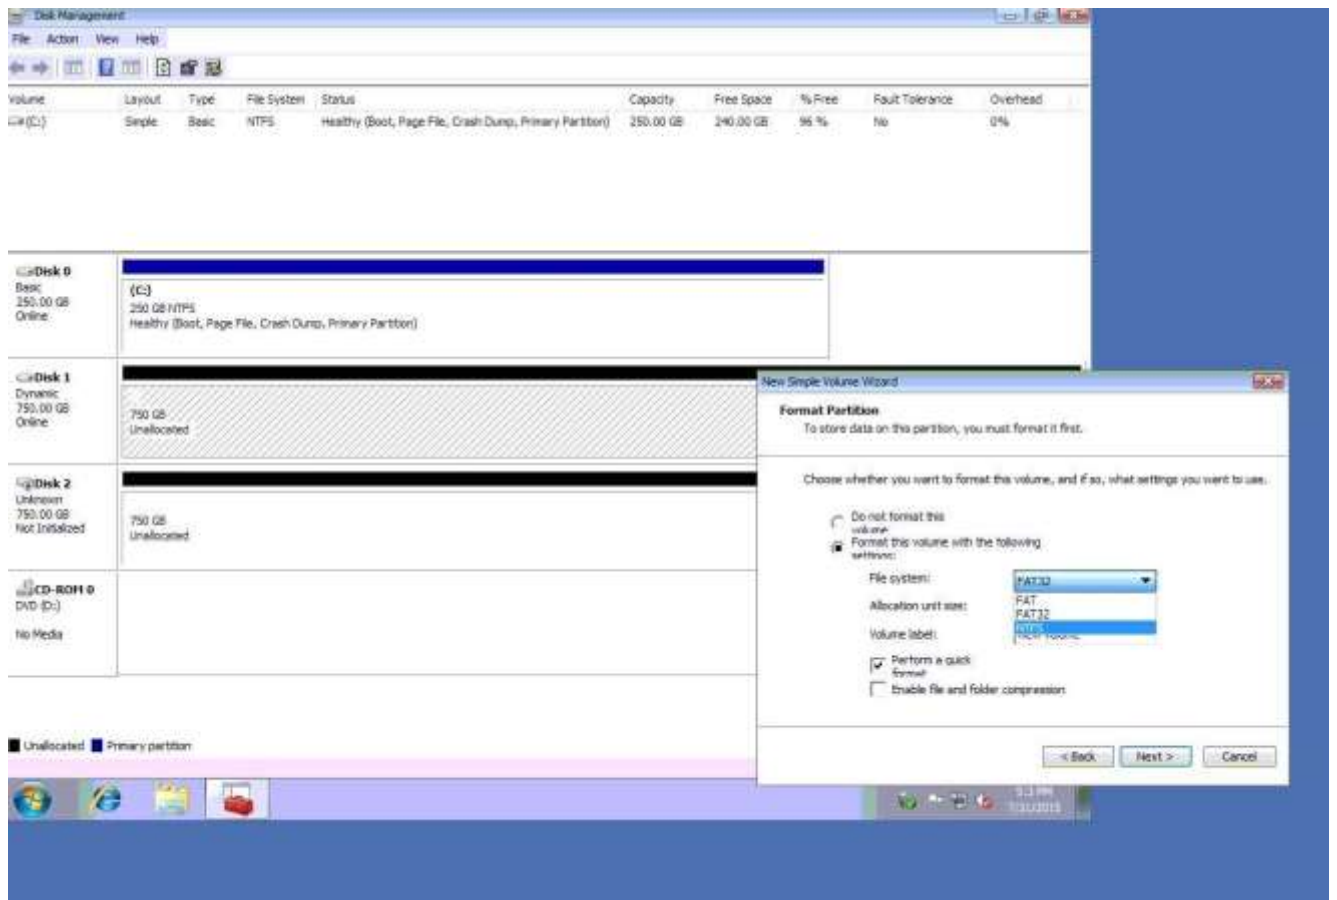 Disk Management
File Action View Help
Volume Layout Type File System Status Capacity Free Space % Free Fault Tolerance Overhead
(C:) Simple Basic NTFS Healthy (Boot, Page File, Crash Dump, Primary Partition) 250.00 GB 240.00 GB 96 % No 0%
Disk 0
Basic
250.00 GB
Online
(C:)
250 GB NTFS
Healthy (Boot, Page File, Crash Dump, Primary Partition)
Disk 1
Dynamic
750.00 GB
Online
750 GB
Unallocated
Disk 2
Unknown
750.00 GB
Not Initialized
750 GB
Unallocated
CD-ROM 0
DVD (D:)
No Media
Unallocated Primary partition
New Simple Volume Wizard
Format Partition
To store data on this partition, you must format it first.
Choose whether you want to format this volume, and if so, what settings you want to use.
Do not format this
volume
Format this volume with the following
settings:
File system: FAT32
FAT
FAT32
NTFS
Allocation unit size:
Volume label: New Volume
Perform a quick
format
Enable file and folder compression
< Back Next > Cancel